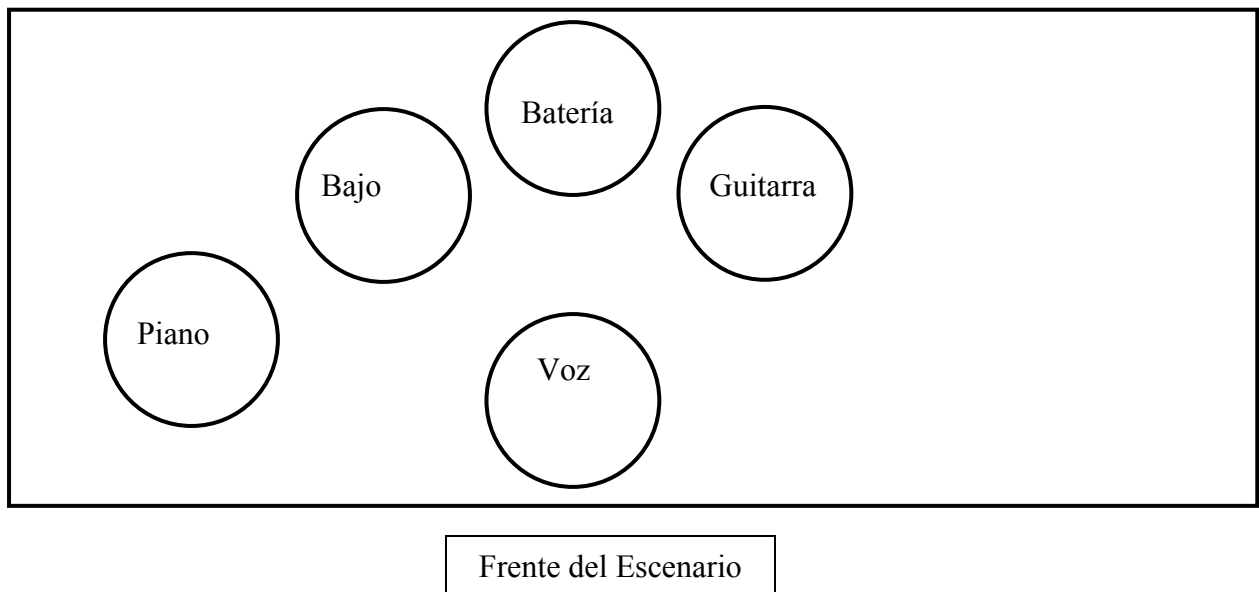 Batería
Bajo
Guitarra
Piano
Voz
Frente del Escenario